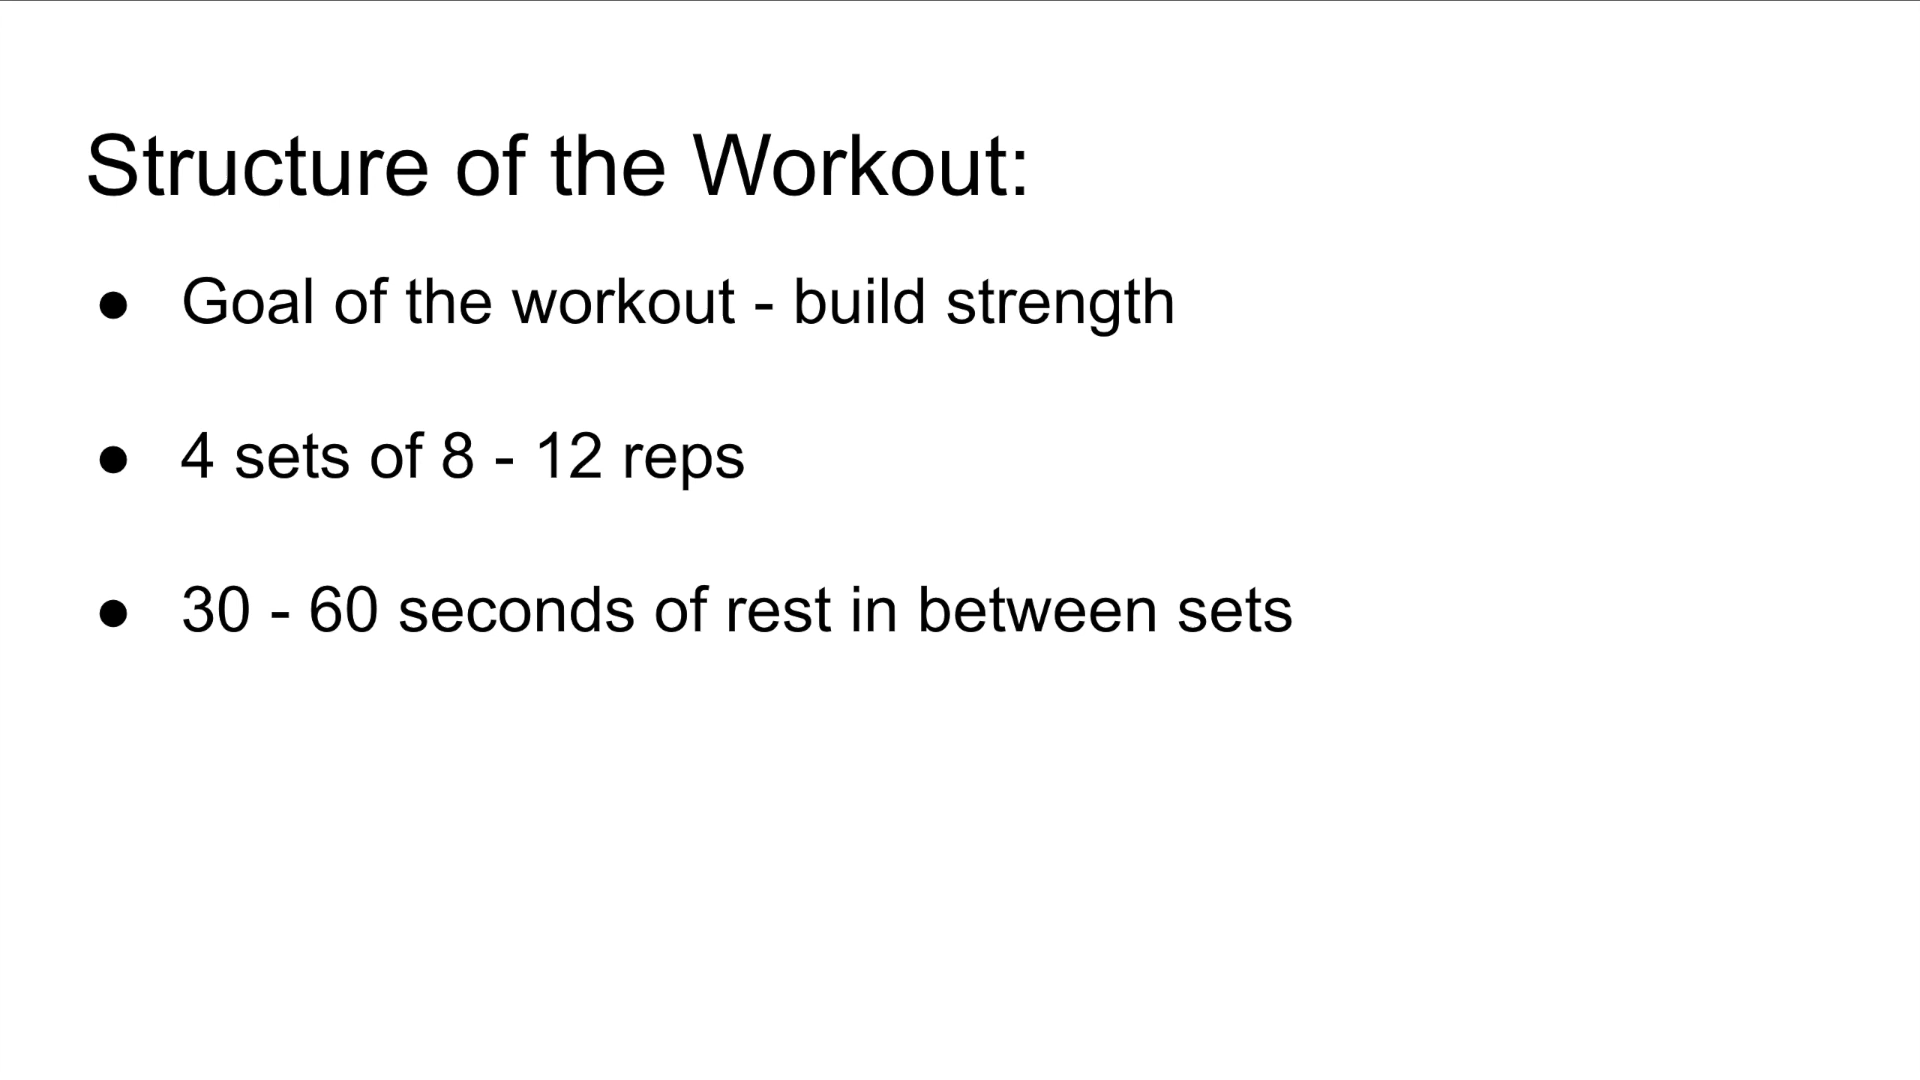 Structure of the Workout:
● Goal of the workout - build strength
● 4 sets of 8 - 12 reps
● 30 - 60 seconds of rest in between sets